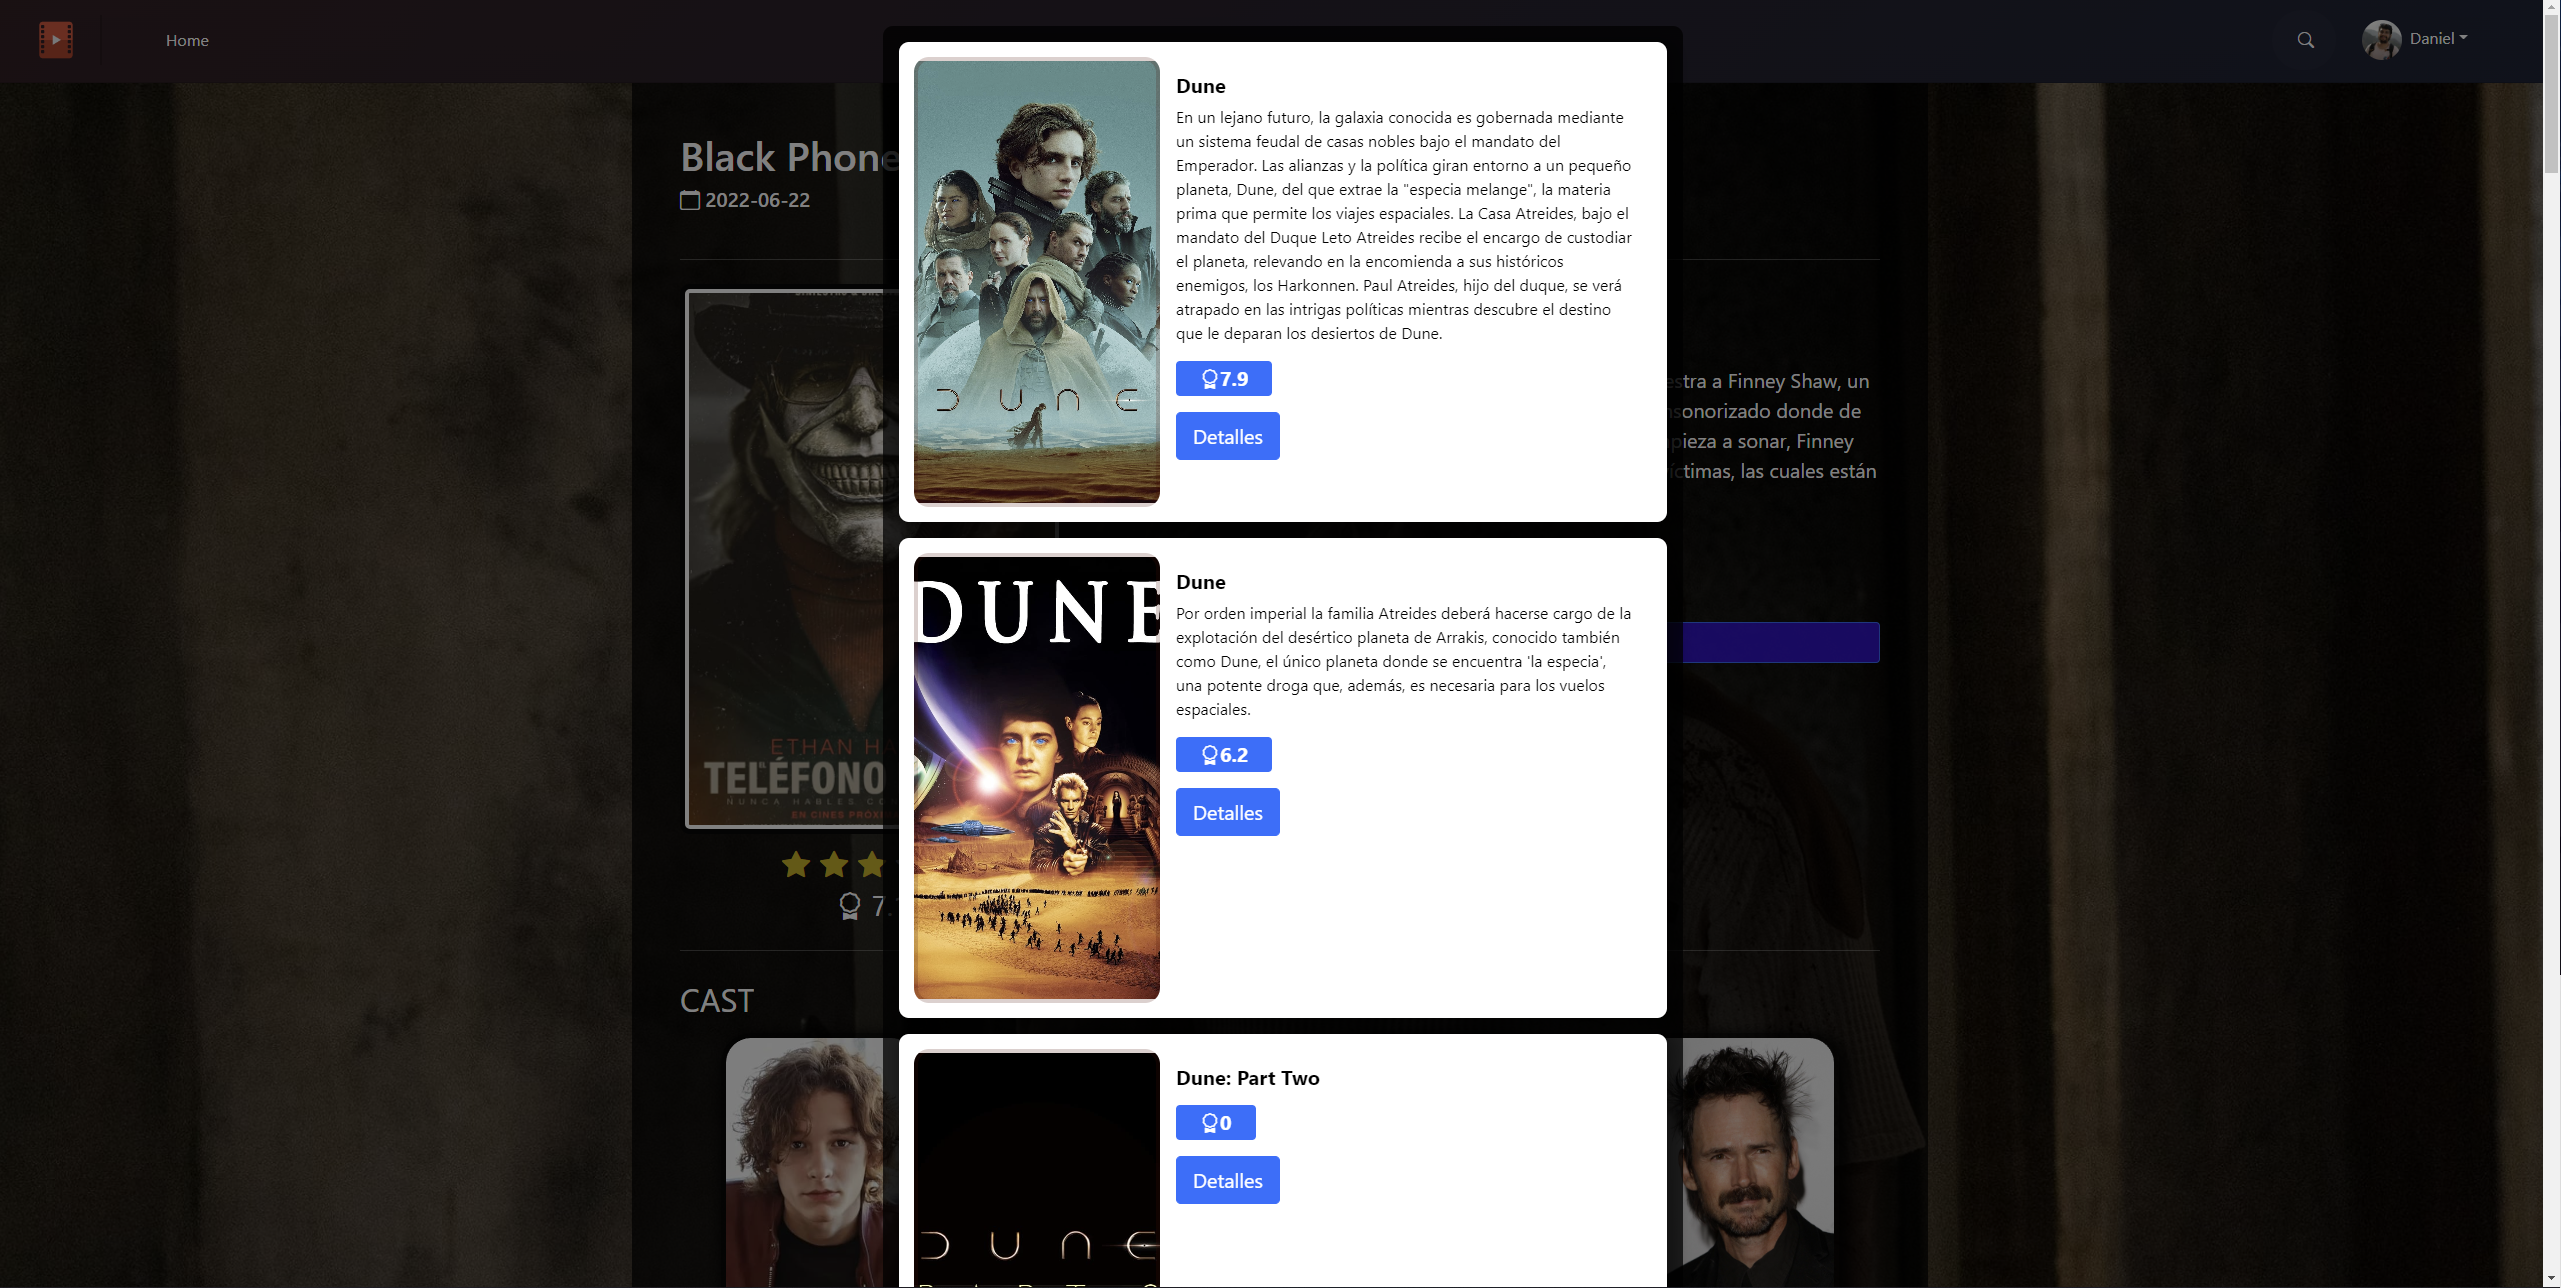 Home
Daniel
Black Phone
2022-06-22
stra a Finney Shaw, un
sonorizado donde de
pieza a sonar, Finney
íctimas, las cuales están
ETHAN HA
TELÉFONO
NUNCA HABLES CO
EN CINES PROX
7.
CAST
Dune
En un lejano futuro, la galaxia conocida es gobernada mediante
un sistema feudal de casas nobles bajo el mandato del
Emperador. Las alianzas y la política giran entorno a un pequeño
planeta, Dune, del que extrae la "especia melange", la materia
prima que permite los viajes espaciales. La Casa Atreides, bajo el
mandato del Duque Leto Atreides recibe el encargo de custodiar
el planeta, relevando en la encomienda a sus históricos
enemigos, los Harkonnen. Paul Atreides, hijo del duque, se verá
atrapado en las intrigas políticas mientras descubre el destino
que le deparan los desiertos de Dune.
7.9
Detalles
DUNE
DUNE
Dune
Por orden imperial la familia Atreides deberá hacerse cargo de la
explotación del desértico planeta de Arrakis, conocido también
como Dune, el único planeta donde se encuentra 'la especia',
una potente droga que, además, es necesaria para los vuelos
espaciales.
6.2
Detalles
Dune: Part Two
0
Detalles
DUNE